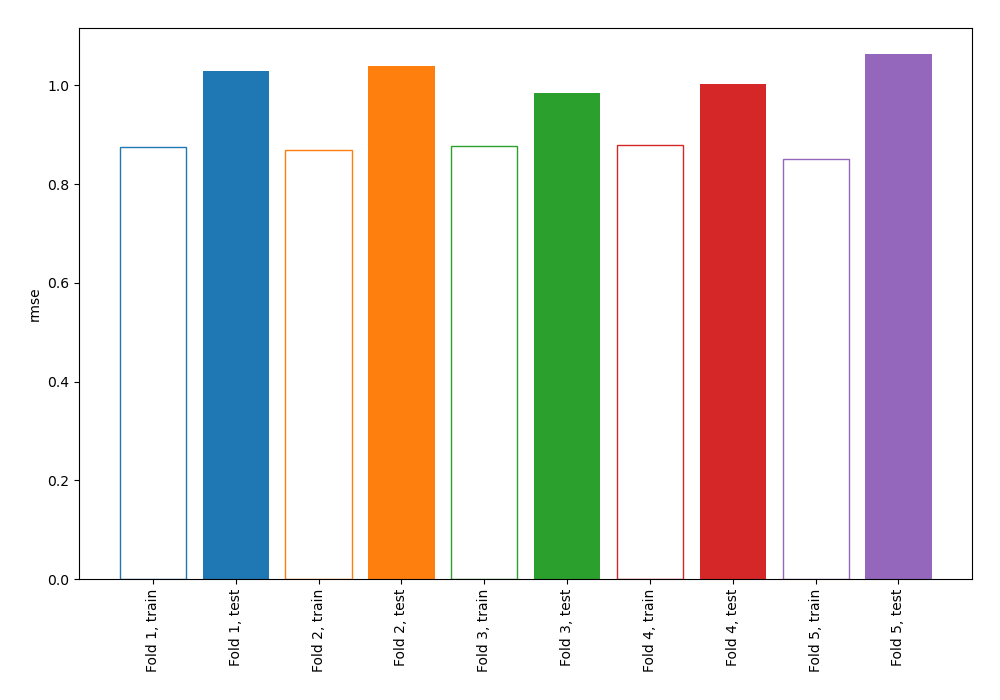 rmse
1.0
0.8
0.6
0.4
0.2
0.0
Fold 1, train
Fold 1, test
Fold 2, train
Fold 2, test
Fold 3, train
Fold 3, test
Fold 4, train
Fold 4, test
Fold 5, train
Fold 5, test